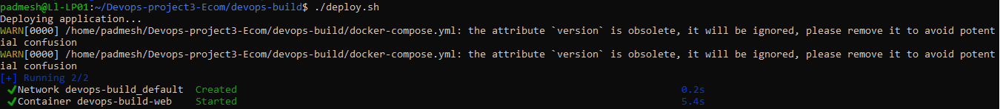 padmesh@Ll-LP01:~/Devops-project3-Ecom/devops-build$ ./deploy.sh
Deploying application...
WARN[0000] /home/padmesh/Devops-project3-Ecom/devops-build/docker-compose.yml: the attribute `version` is obsolete, it will be ignored, please remove it to avoid potent
ial confusion
WARN[0000] /home/padmesh/Devops-project3-Ecom/devops-build/docker-compose.yml: the attribute `version` is obsolete, it will be ignored, please remove it to avoid potent
ial confusion
[+] Running 2/2
✔Network devops-build_default  Created 0.2s
✔Container devops-build-web    Started 5.4s